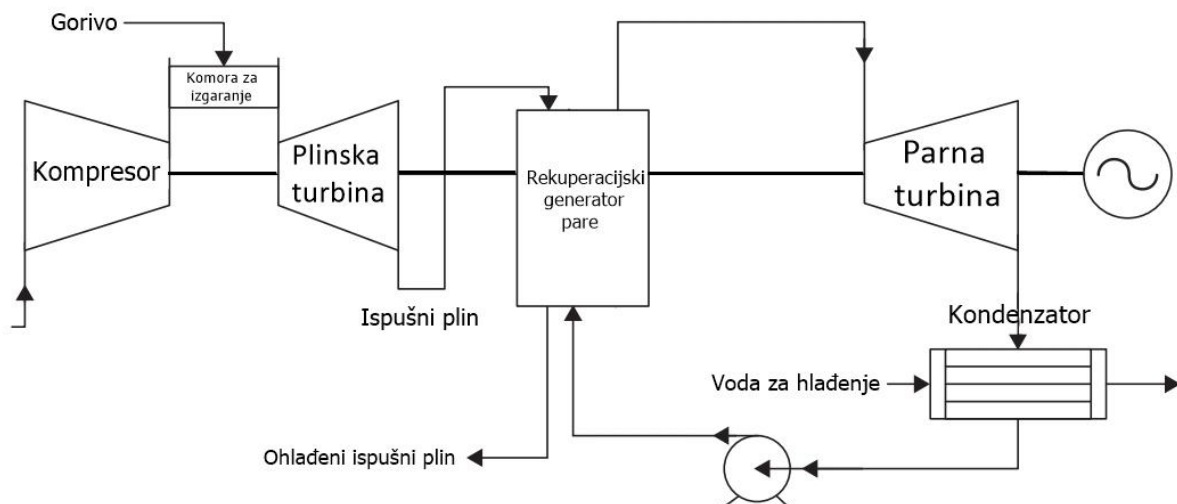 Gorivo
Komora za
izgaranje
Kompresor
Plinska
turbina
Rekuperacijski
generator
pare
Parna
turbina
Ispušni plin
Kondenzator
Voda za hlađenje
Ohlađeni ispušni plin